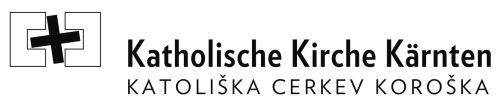 Katholische Kirche Kärnten
KATOLIŠKA CERKEV KOROŠKA